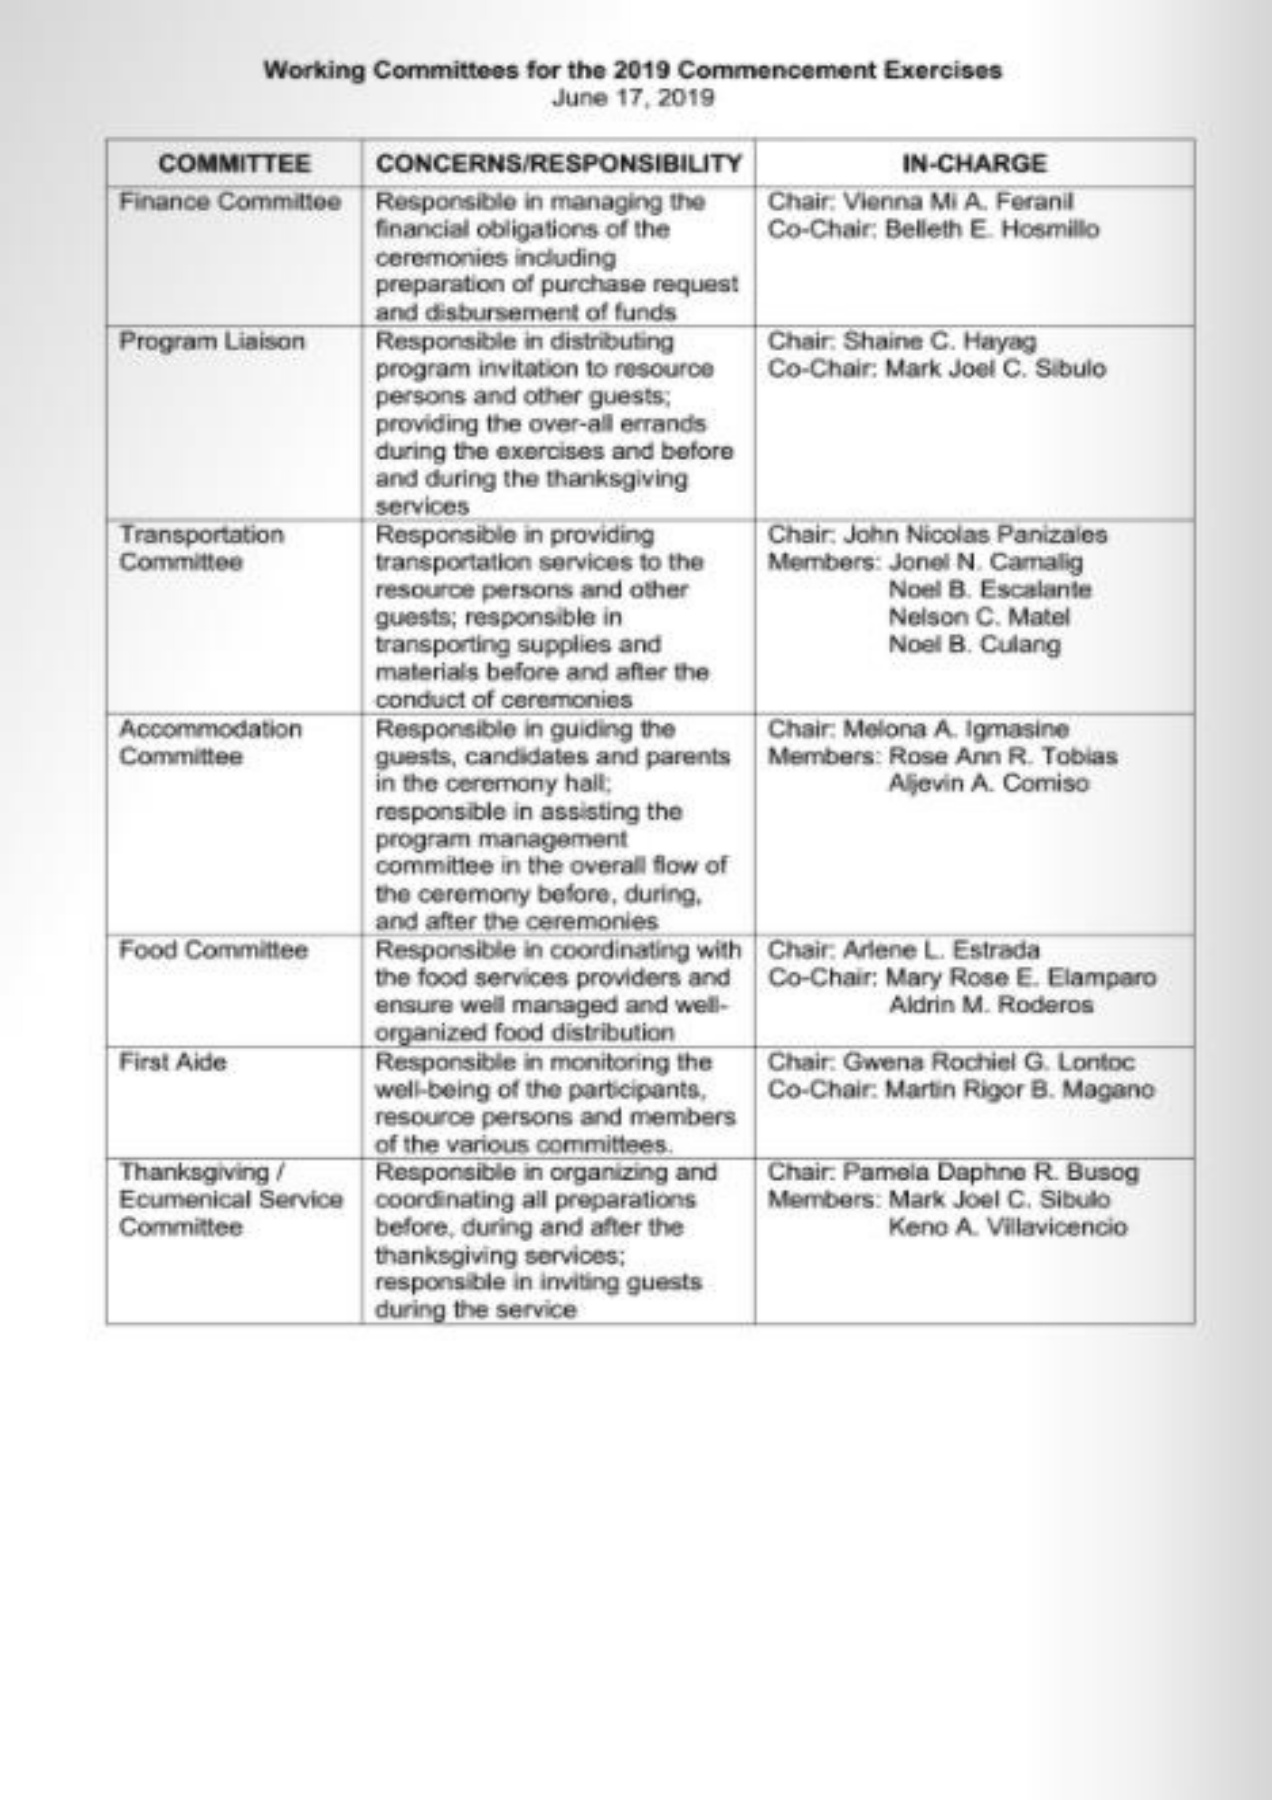 Working Committees for the 2019 Commencement Exercises
June 17, 2019
COMMITTEE
CONCERNS/RESPONSIBILITY
IN-CHARGE
Finance Committee
Responsible in managing the
financial obligations of the
ceremonies including
preparation of purchase request
and disbursement of funds
Chair: Vienna Mi A. Feranil
Co-Chair: Belleth E. Hosmillo
Program Liaison
Responsible in distributing
program invitation to resource
persons and other guests;
providing the over-all errands
during the exercises and before
and during the thanksgiving
services
Chair: Shaine C. Hayag
Co-Chair: Mark Joel C. Sibulo
Transportation
Committee
Responsible in providing
transportation services to the
resource persons and other
guests; responsible in
transporting supplies and
materials before and after the
conduct of ceremonies
Chair: John Nicolas Panizales
Members: Jonel N. Camalig
Noel B. Escalante
Nelson C. Matel
Noel B. Culang
Accommodation
Committee
Responsible in guiding the
guests, candidates and parents
in the ceremony hall;
responsible in assisting the
program management
committee in the overall flow of
the ceremony before, during,
and after the ceremonies
Chair: Melona A. Igmasine
Members: Rose Ann R. Tobias
Aljevin A. Comiso
Food Committee
Responsible in coordinating with
the food services providers and
ensure well managed and well-
organized food distribution
Chair: Arlene L. Estrada
Co-Chair: Mary Rose E. Elamparo
Aldrin M. Roderos
First Aide
Responsible in monitoring the
well-being of the participants,
resource persons and members
of the various committees.
Chair: Gwena Rochiel G. Lontoc
Co-Chair: Martin Rigor B. Magano
Thanksgiving /
Ecumenical Service
Committee
Responsible in organizing and
coordinating all preparations
before, during and after the
thanksgiving services;
responsible in inviting guests
during the service
Chair: Pamela Daphne R. Busog
Members: Mark Joel C. Sibulo
Keno A. Villavicencio